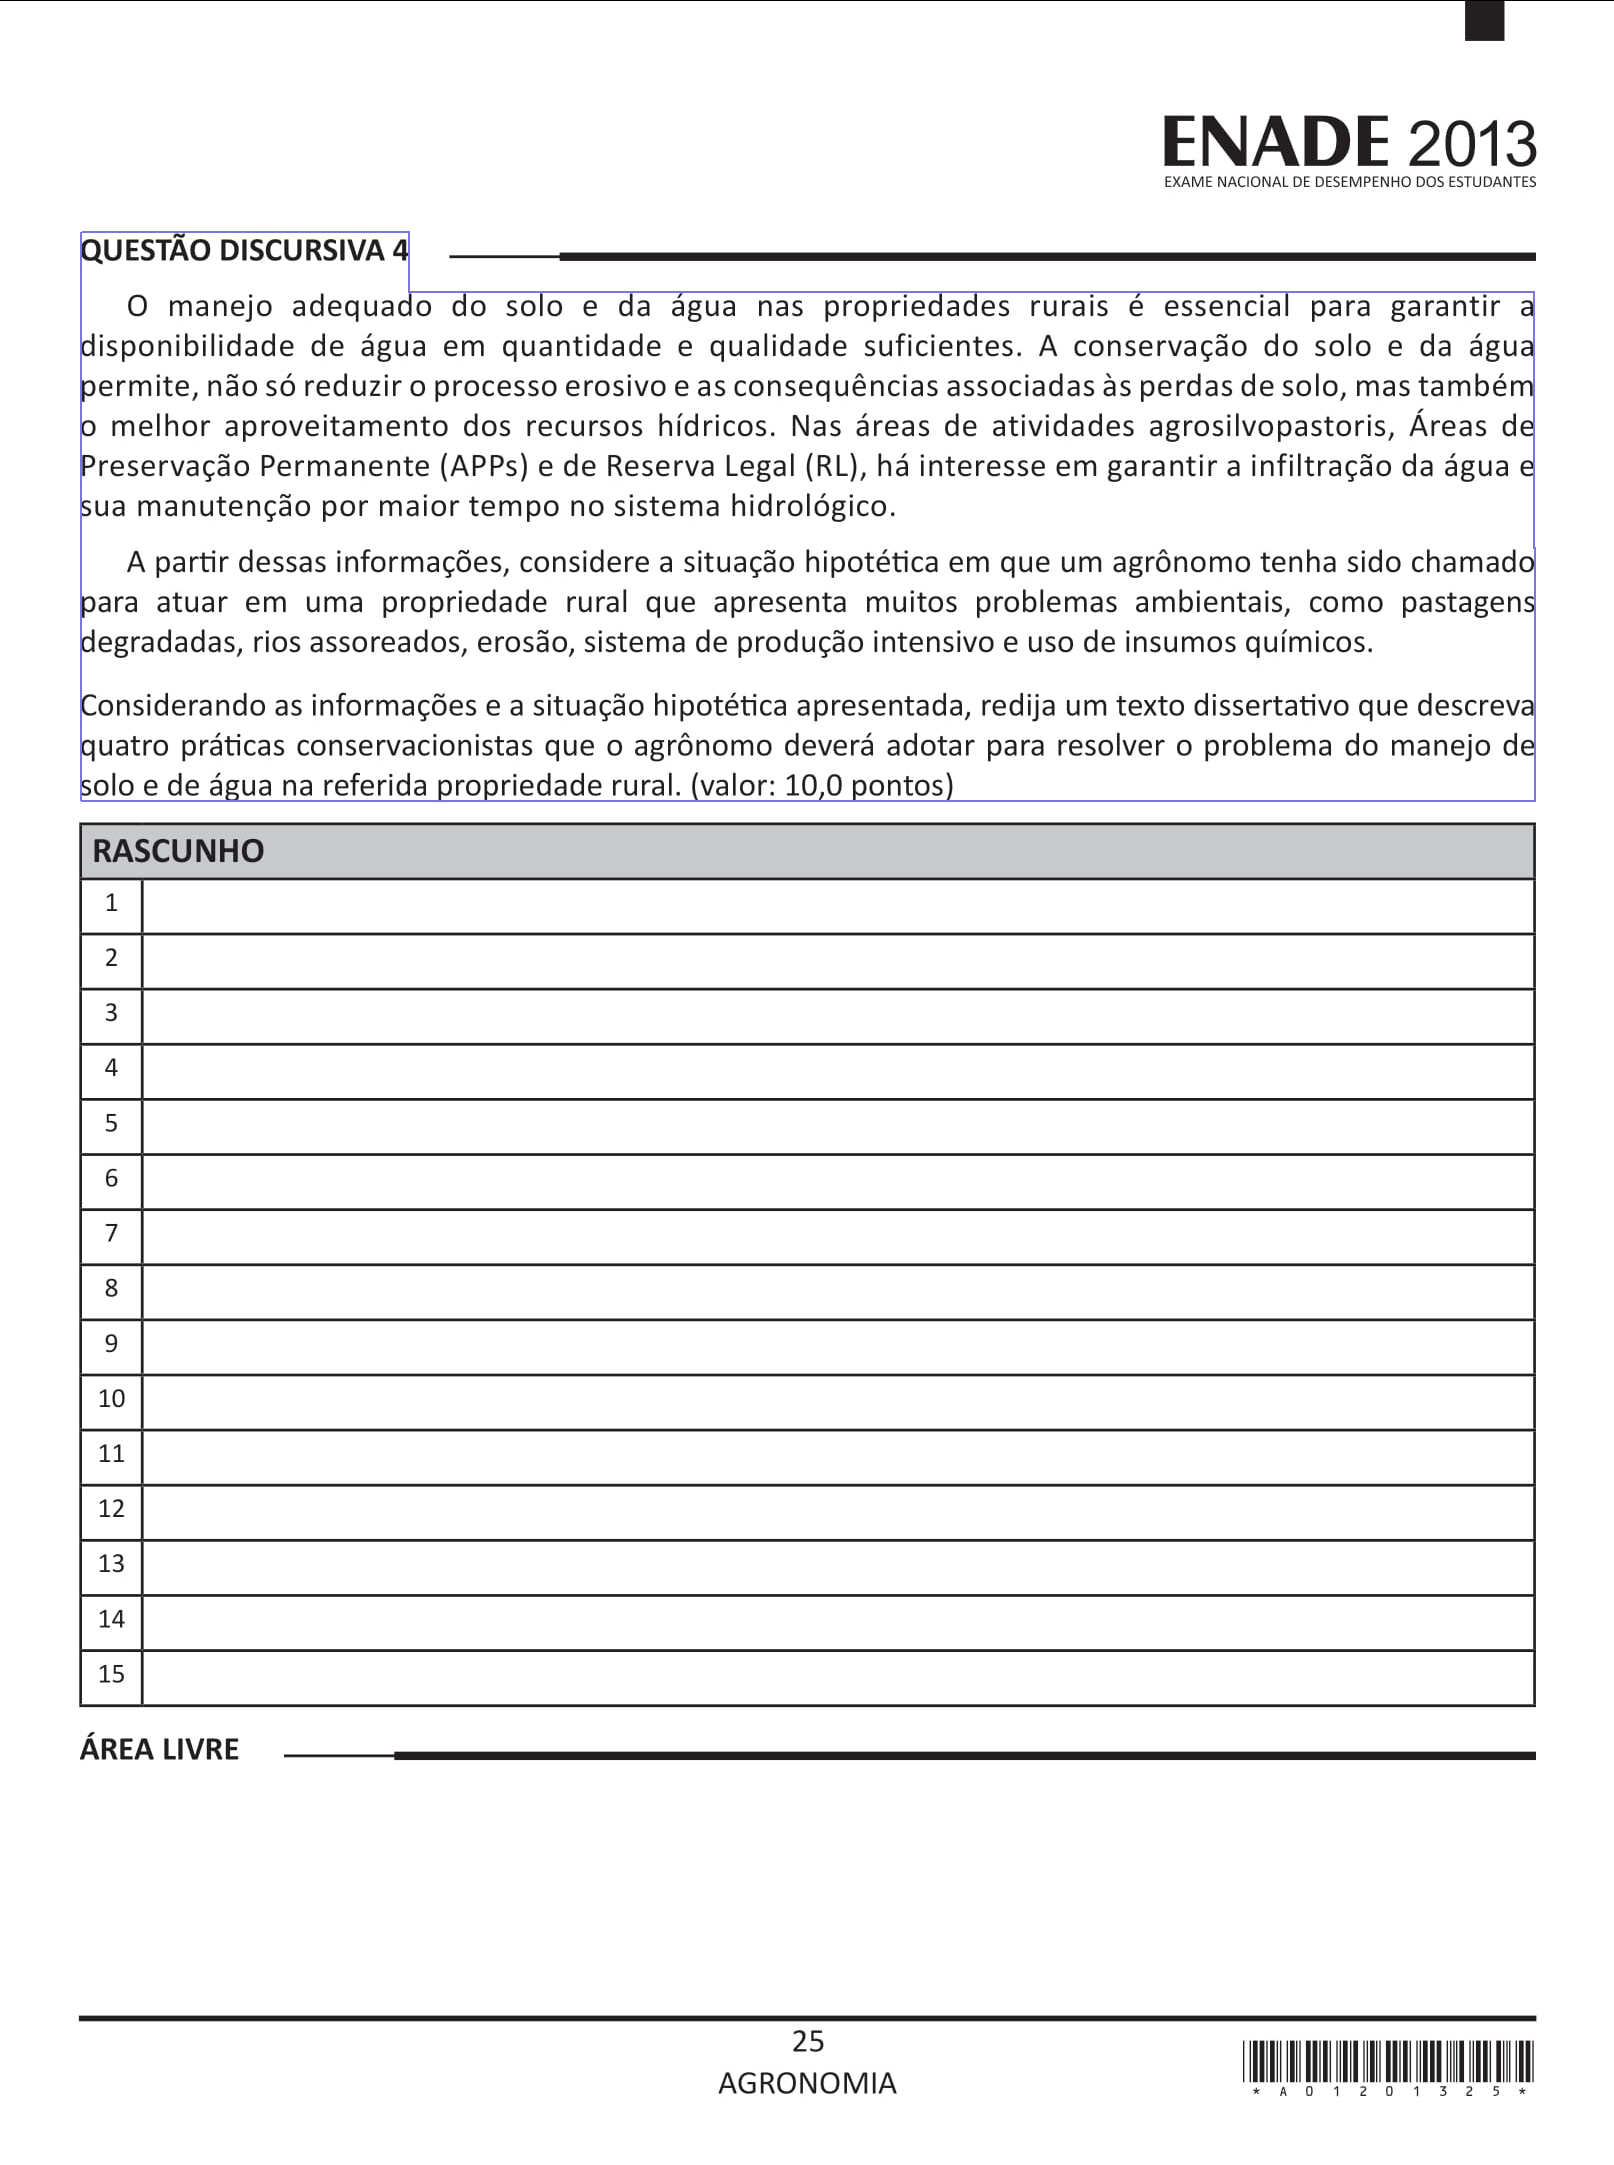 ENADE 2013
EXAME NACIONAL DE DESEMPENHO DOS ESTUDANTES
QUESTÃO DISCURSIVA 4
O manejo adequado do solo e da água nas propriedades rurais é essencial para garantir a
disponibilidade de água em quantidade e qualidade suficientes. A conservação do solo e da água
permite, não só reduzir o processo erosivo e as consequências associadas às perdas de solo, mas também
o melhor aproveitamento dos recursos hídricos. Nas áreas de atividades agrosilvopastoris, Áreas de
Preservação Permanente (APPs) e de Reserva Legal (RL), há interesse em garantir a infiltração da água e
sua manutenção por maior tempo no sistema hidrológico.
A partir dessas informações, considere a situação hipotética em que um agrônomo tenha sido chamado
para atuar em uma propriedade rural que apresenta muitos problemas ambientais, como pastagens
degradadas, rios assoreados, erosão, sistema de produção intensivo e uso de insumos químicos.
Considerando as informações e a situação hipotética apresentada, redija um texto dissertativo que descreva
quatro práticas conservacionistas que o agrônomo deverá adotar para resolver o problema do manejo de
solo e de água na referida propriedade rural. (valor: 10,0 pontos)
RASCUNHO
1
2
3
4
5
6
7
8
9
10
11
12
13
14
15
ÁREA LIVRE
25
AGRONOMIA
*A01201325*